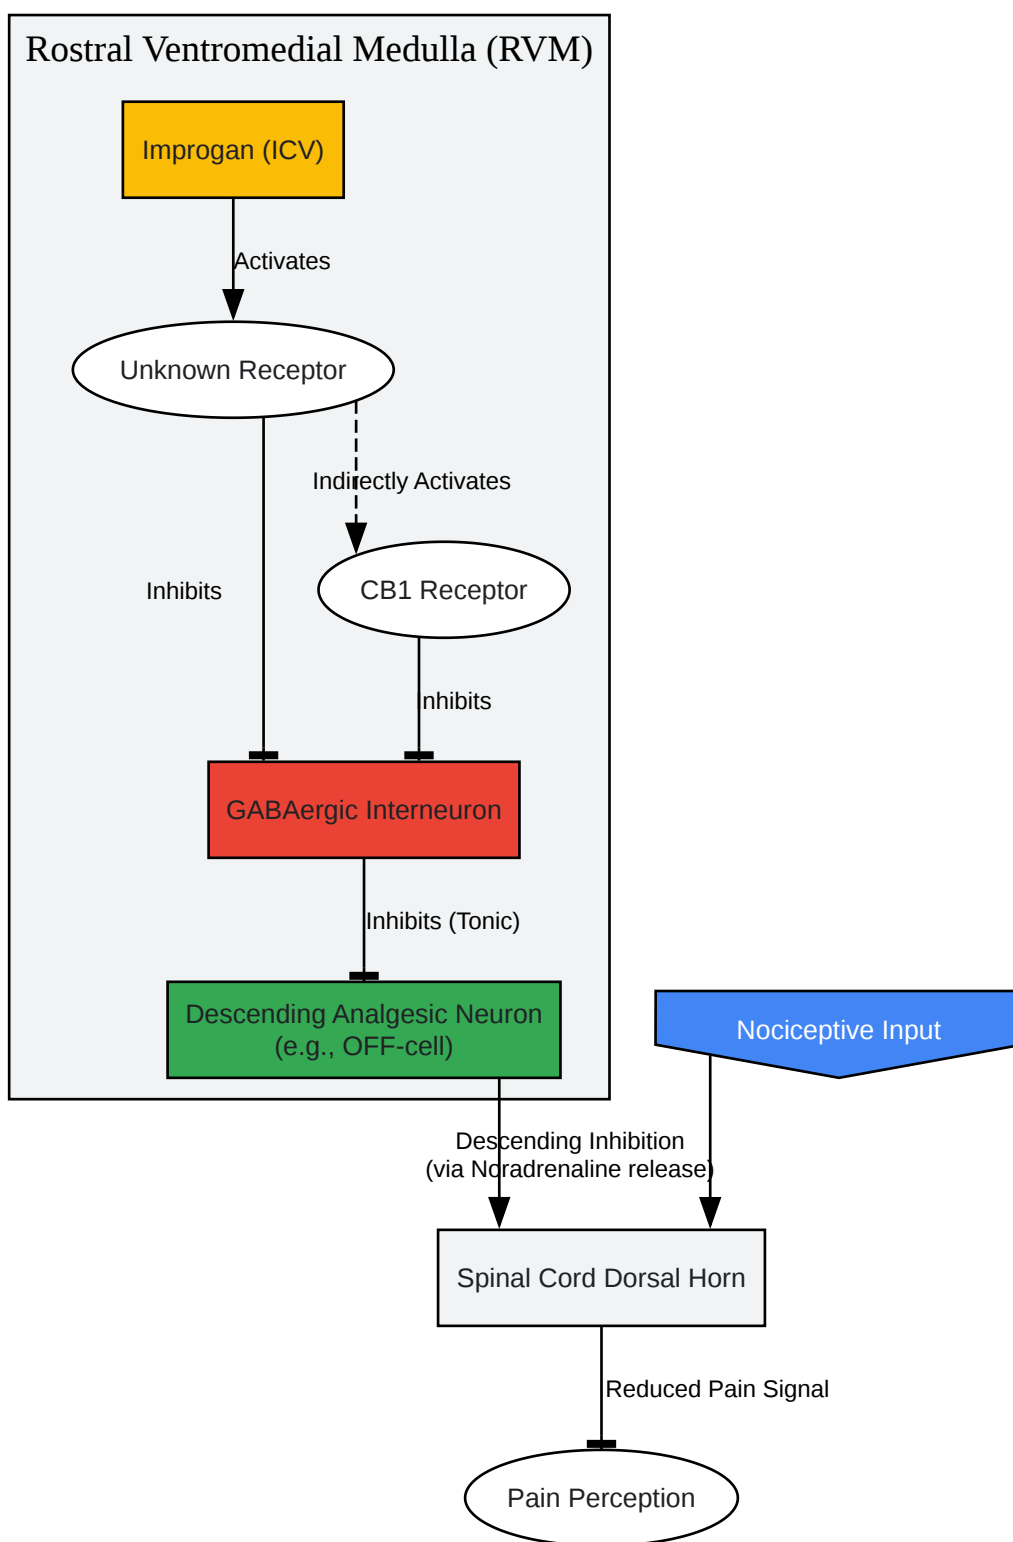 Rostral Ventromedial Medulla (RVM)
Improgan (ICV)
Activates
Unknown Receptor
Indirectly Activates
Inhibits
CB1 Receptor
Inhibits
GABAergic Interneuron
Inhibits (Tonic)
Descending Analgesic Neuron
(e.g., OFF-cell)
Nociceptive Input
Descending Inhibition
(via Noradrenaline release)
Spinal Cord Dorsal Horn
Reduced Pain Signal
Pain Perception